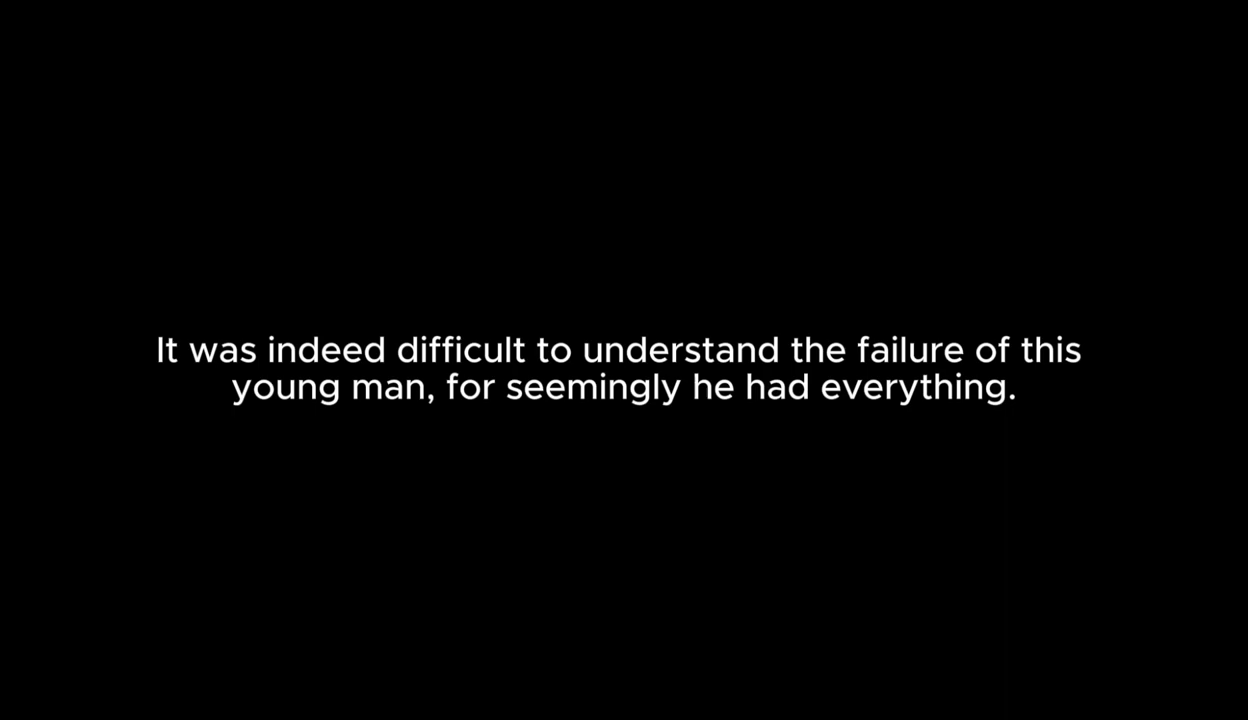 It was indeed difficult to understand the failure of this
young man, for seemingly he had everything.